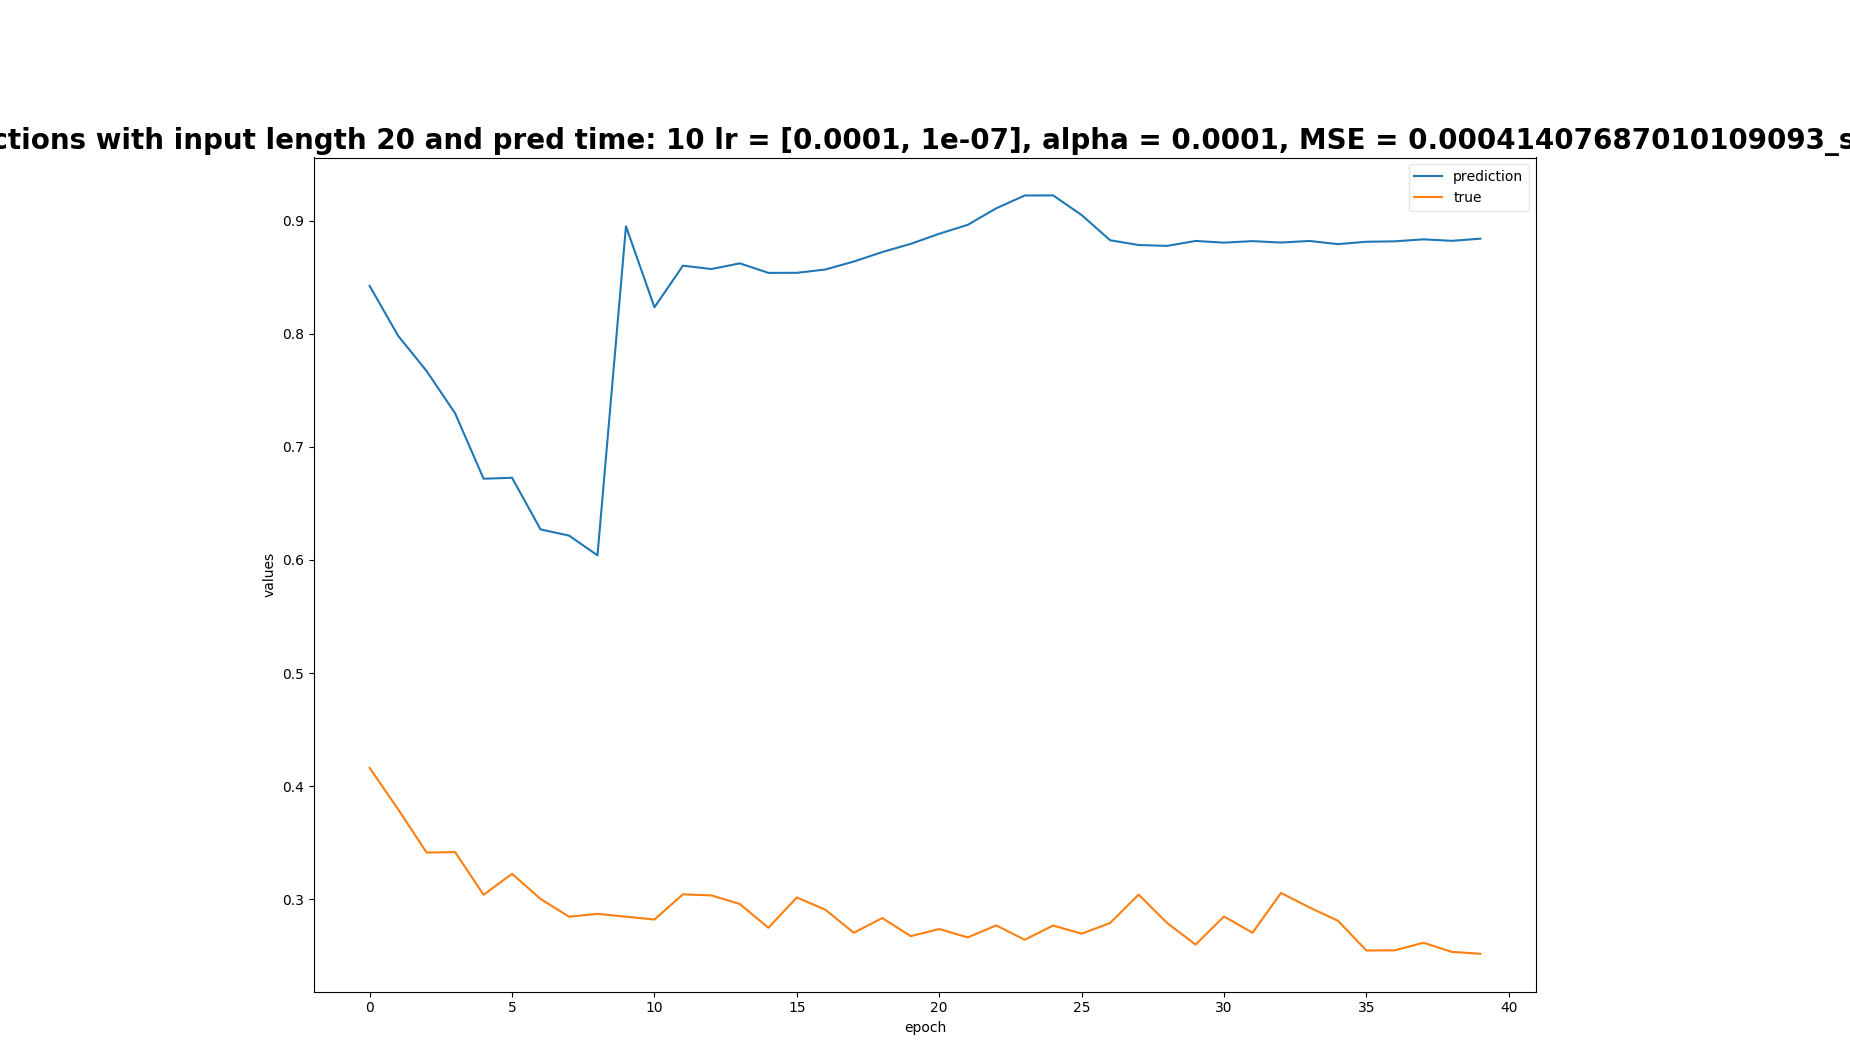 ctions with input length 20 and pred time: 10 lr = [0.0001, 1e-07], alpha = 0.0001, MSE = 0.00041407687010109093_s
prediction
true
0.9
0.8
0.7
0.6
0.5
0.4
0.3
values
0 5 10 15 20 25 30 35 40
epoch